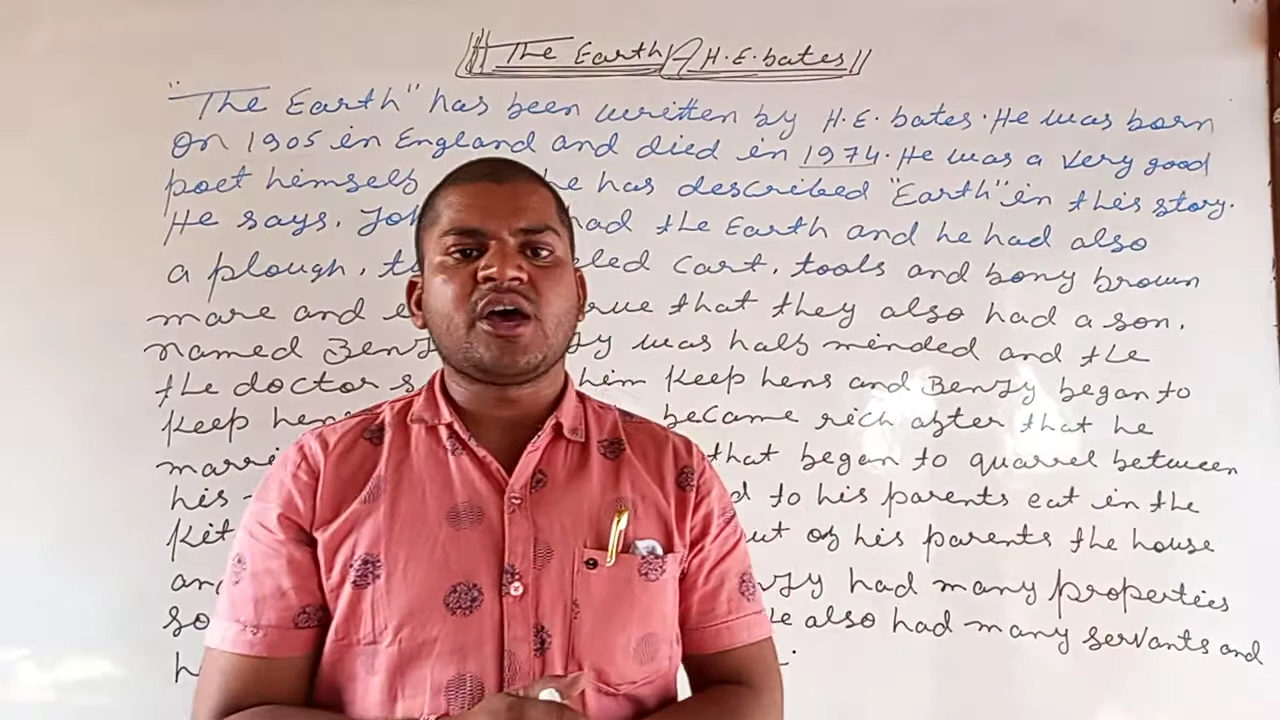 The Earth H.E. bates
"The Earth" has been written by H.E. bates. He was born
On 1905 in England and died in 1974. He was a very good
poet himself he has described "Earth" in this story.
He says, had the Earth and he had also
a plough, cart, tools and bony brown
mare and that they also had a son.
named was half minded and the
the doctor him keep hens and Benjy began to
keep became rich after that he
that began to quarrel between
his to his parents eat in the
of his parents the house
had many properties
also had many servants and